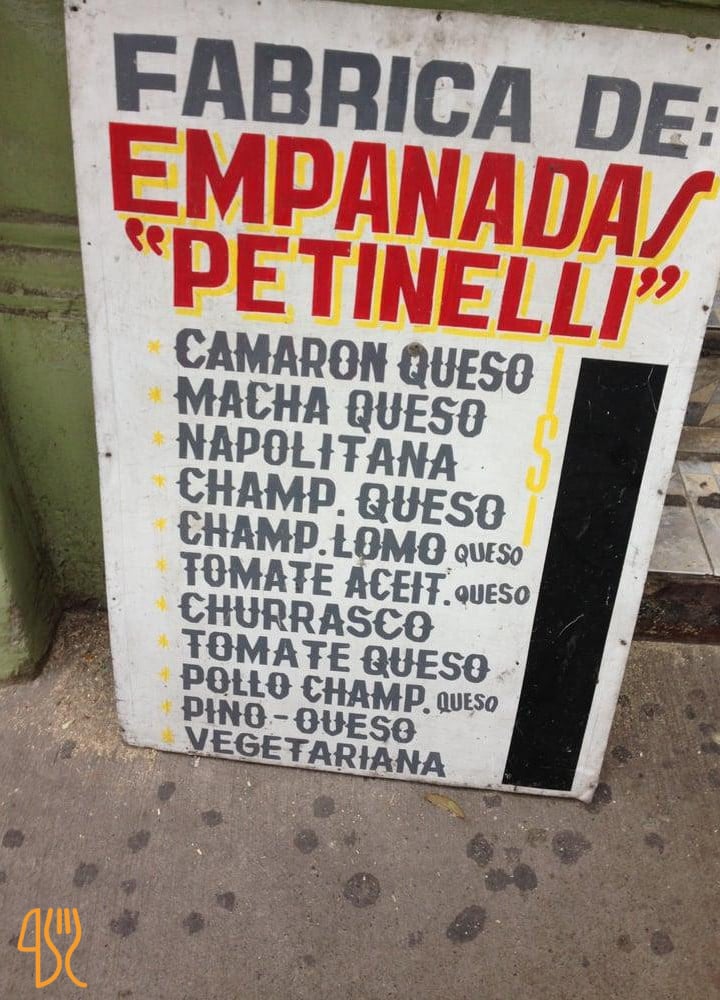 FABRICA DE:
EMPANADAS
“PETINELLI”
* CAMARON QUESO
* MACHA QUESO
* NAPOLITANA
* CHAMP. QUESO
* CHAMP. LOMO QUESO
* TOMATE ACEIT. QUESO
* CHURRASCO
* TOMATE QUESO
* POLLO CHAMP. QUESO
* PINO - QUESO
* VEGETARIANA